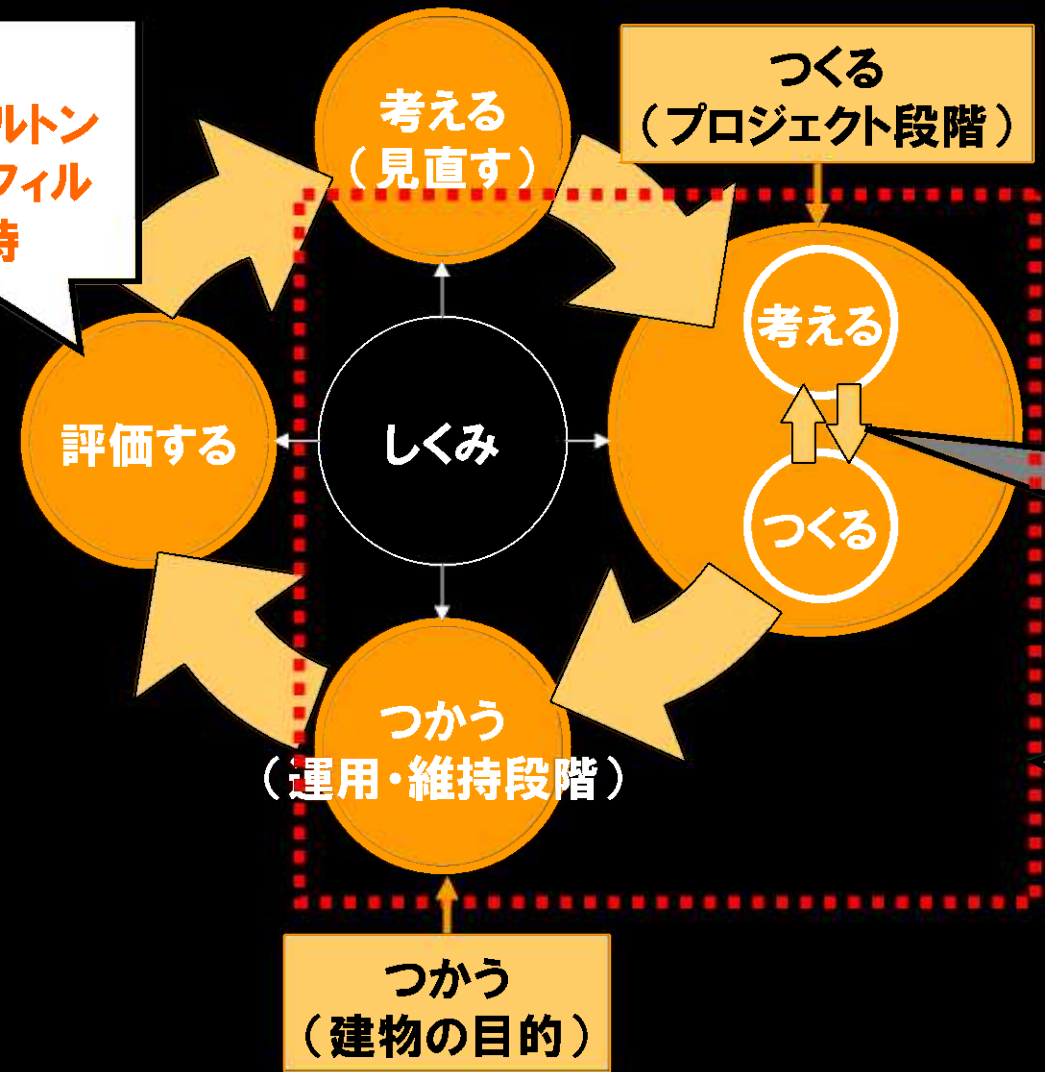 ルトン
フィル
考える
（見直す）
つくる
（プロジェクト段階）
考える
つくる
評価する
しくみ
つかう
（運用・維持段階）
つかう
（建物の目的）